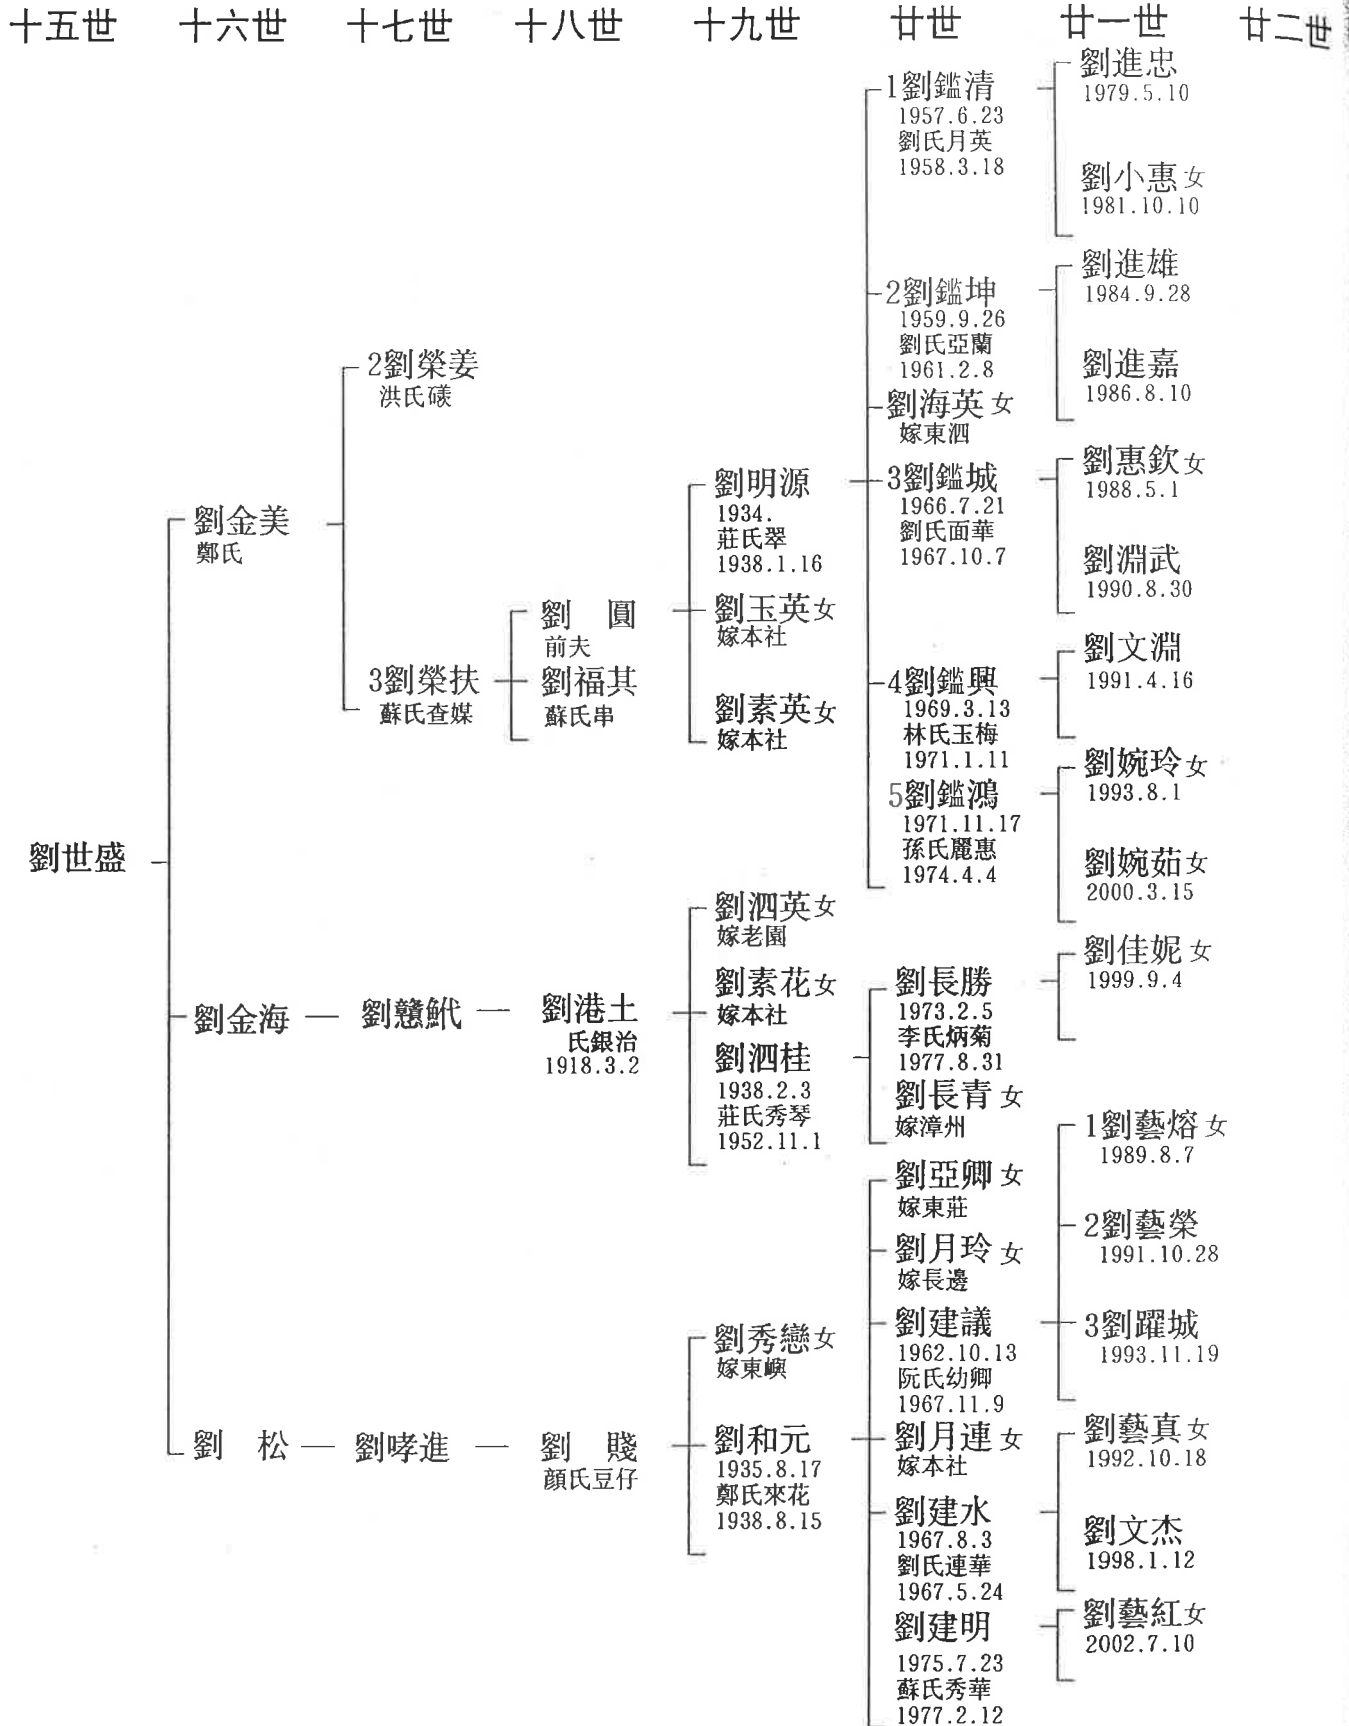 十五世 十六世 十七世 十八世 十九世 廿世 廿一世 廿二世
劉世盛
劉金美
鄭氏
劉金海
劉　松
2劉榮姜
洪氏礒
3劉榮扶
蘇氏查媒
劉戇鮘
劉哮進
劉　圓
前夫
劉福其
蘇氏串
劉港土
氏銀治
1918.3.2
劉　賤
顏氏豆仔
劉明源
1934.
莊氏翠
1938.1.16
劉玉英女
嫁本社
劉素英女
嫁本社
劉泗英女
嫁老園
劉素花女
嫁本社
劉泗桂
1938.2.3
莊氏秀琴
1952.11.1
劉秀戀女
嫁東嶼
劉和元
1935.8.17
鄭氏來花
1938.8.15
1劉鑑清
1957.6.23
劉氏月英
1958.3.18
2劉鑑坤
1959.9.26
劉氏亞蘭
1961.2.8
劉海英女
嫁東泗
3劉鑑城
1966.7.21
劉氏面華
1967.10.7
4劉鑑興
1969.3.13
林氏玉梅
1971.1.11
5劉鑑鴻
1971.11.17
孫氏麗惠
1974.4.4
劉長勝
1973.2.5
李氏炳菊
1977.8.31
劉長青女
嫁漳州
劉亞卿女
嫁東莊
劉月玲女
嫁長邊
劉建議
1962.10.13
阮氏幼卿
1967.11.9
劉月連女
嫁本社
劉建水
1967.8.3
劉氏連華
1967.5.24
劉建明
1975.7.23
蘇氏秀華
1977.2.12
劉進忠
1979.5.10
劉小惠女
1981.10.10
劉進雄
1984.9.28
劉進嘉
1986.8.10
劉惠欽女
1988.5.1
劉淵武
1990.8.30
劉文淵
1991.4.16
劉婉玲女
1993.8.1
劉婉茹女
2000.3.15
劉佳妮女
1999.9.4
1劉藝熔女
1989.8.7
2劉藝榮
1991.10.28
3劉躍城
1993.11.19
劉藝真女
1992.10.18
劉文杰
1998.1.12
劉藝紅女
2002.7.10